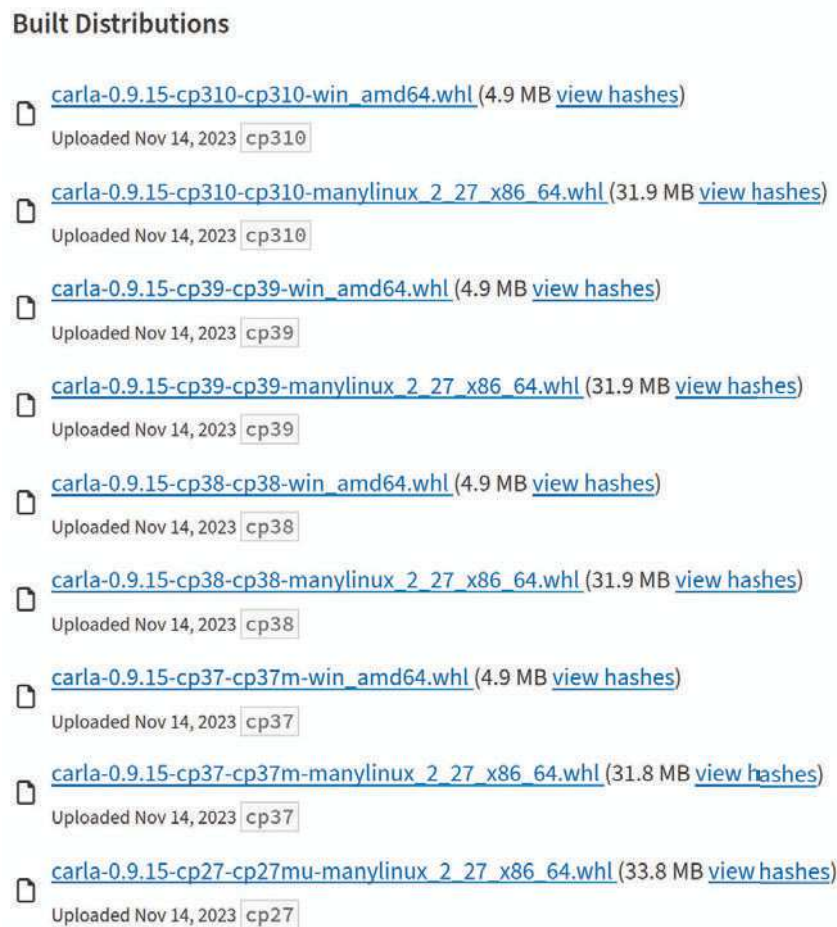 Built Distributions
carla-0.9.15-cp310-cp310-win_amd64.whl (4.9 MB view hashes)
Uploaded Nov 14, 2023 cp310
carla-0.9.15-cp310-cp310-manylinux_2_27_x86_64.whl (31.9 MB view hashes)
Uploaded Nov 14, 2023 cp310
carla-0.9.15-cp39-cp39-win_amd64.whl (4.9 MB view hashes)
Uploaded Nov 14, 2023 cp39
carla-0.9.15-cp39-cp39-manylinux_2_27_x86_64.whl (31.9 MB view hashes)
Uploaded Nov 14, 2023 cp39
carla-0.9.15-cp38-cp38-win_amd64.whl (4.9 MB view hashes)
Uploaded Nov 14, 2023 cp38
carla-0.9.15-cp38-cp38-manylinux_2_27_x86_64.whl (31.9 MB view hashes)
Uploaded Nov 14, 2023 cp38
carla-0.9.15-cp37-cp37m-win_amd64.whl (4.9 MB view hashes)
Uploaded Nov 14, 2023 cp37
carla-0.9.15-cp37-cp37m-manylinux_2_27_x86_64.whl (31.8 MB view hashes)
Uploaded Nov 14, 2023 cp37
carla-0.9.15-cp27-cp27mu-manylinux_2_27_x86_64.whl (33.8 MB view hashes)
Uploaded Nov 14, 2023 cp27